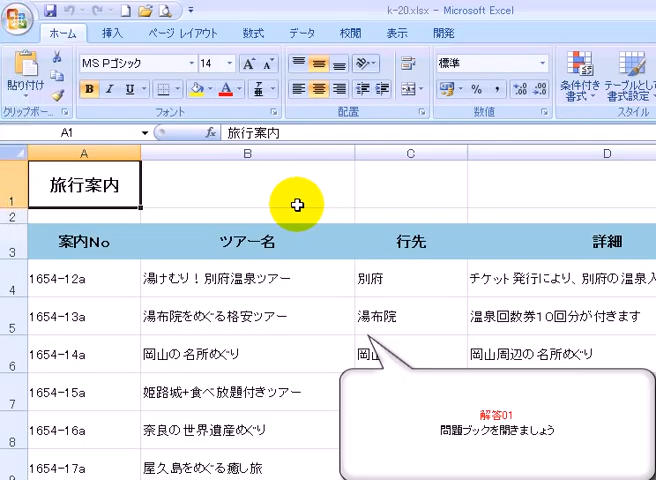 k-20.xlsx - Microsoft Excel
ホーム 挿入 ページ レイアウト 数式 データ 校閲 表示 開発
貼り付け
MS Pゴシック 14 A A
B I U A
標準
% ,
条件付き
書式
テーブルとし
書式設定
クリップボー... フォント 配置 数値 スタイル
A1 fx 旅行案内
A B C D
1 旅行案内
2
3 案内No ツアー名 行先 詳細
4 1654-12a 湯けむり！別府温泉ツアー 別府 チケット発行により、別府の温泉入
5 1654-13a 湯布院をめぐる格安ツアー 湯布院 温泉回数券10回分が付きます
6 1654-14a 岡山の名所めぐり 岡山 岡山周辺の名所めぐり
7 1654-15a 姫路城+食べ放題付きツアー
8 1654-16a 奈良の世界遺産めぐり
9 1654-17a 屋久島をめぐる癒し旅
解答01
問題ブックを開きましょう